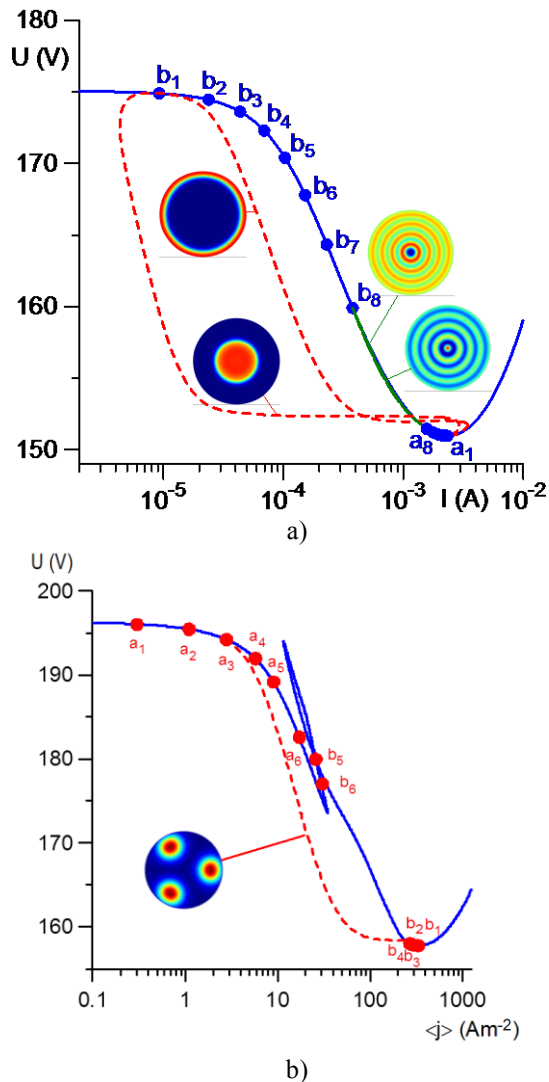 180
U (V)
b1
b2
b3
b4
b5
170
b6
b7
160
b8
a8
a1
150
10-5
10-4
10-3
I (A)
10-2
a)
U (V)
200
a1
a2
a3
a4
a5
190
a6
b5
180
b6
170
160
b2b1
b4b3
0.1
1
10
100
1000
<j> (Am-2)
b)